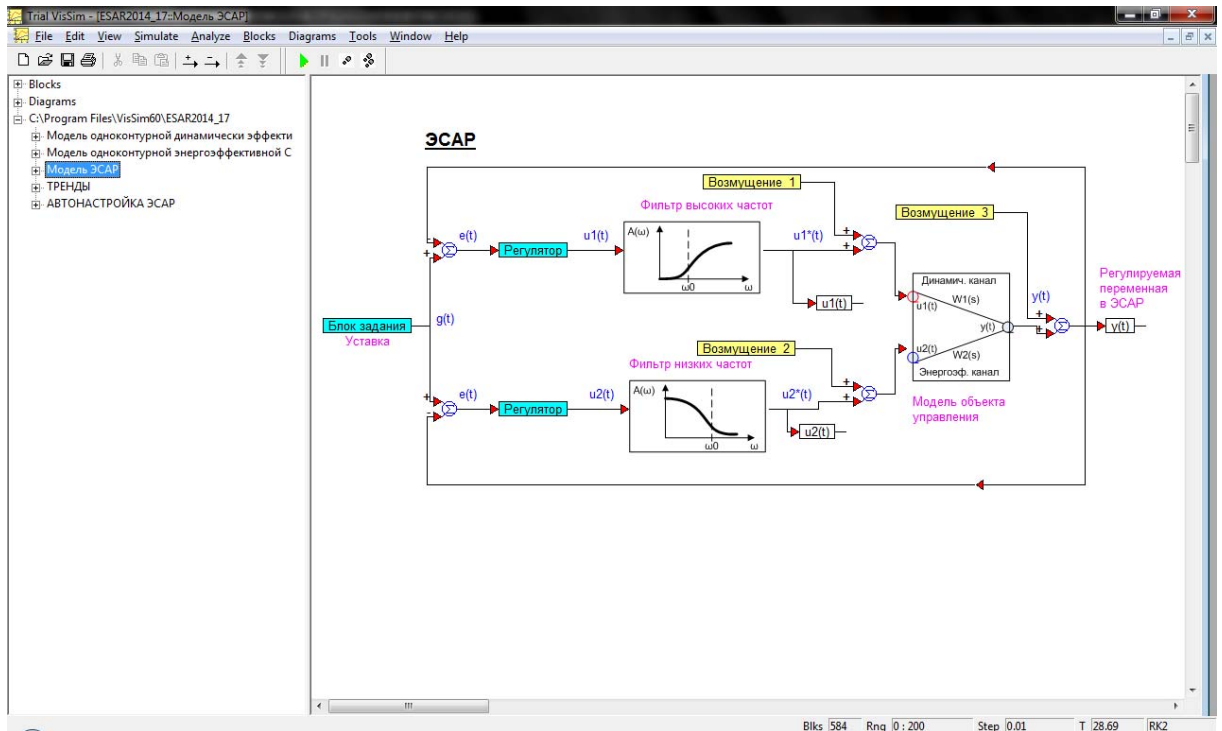 Trial VisSim - [ESAR2014_17::Модель ЭСАР]
File Edit View Simulate Analyze Blocks Diagrams Tools Window Help
Blocks
Diagrams
C:\Program Files\VisSim60\ESAR2014_17
Модель одноконтурной динамически эффекти
Модель одноконтурной энергоэффективной С
Модель ЭСАР
ТРЕНДЫ
АВТОНАСТРОЙКА ЭСАР
ЭСАР
Возмущение 1
Фильтр высоких частот
Возмущение 3
e(t)
Регулятор
u1(t)
A(ω)
ω0
ω
u1*(t)
u1(t)
Динамич. канал
u1(t)
W1(s)
y(t)
u2(t)
W2(s)
Энергоэф. канал
y(t)
Регулируемая
переменная
в ЭСАР
y(t)
Блок задания
g(t)
Уставка
Возмущение 2
Фильтр низких частот
e(t)
Регулятор
u2(t)
A(ω)
ω0
ω
u2*(t)
u2(t)
Модель объекта
управления
Blks 584 Rng 0 : 200 Step 0.01 T 28.69 RK2